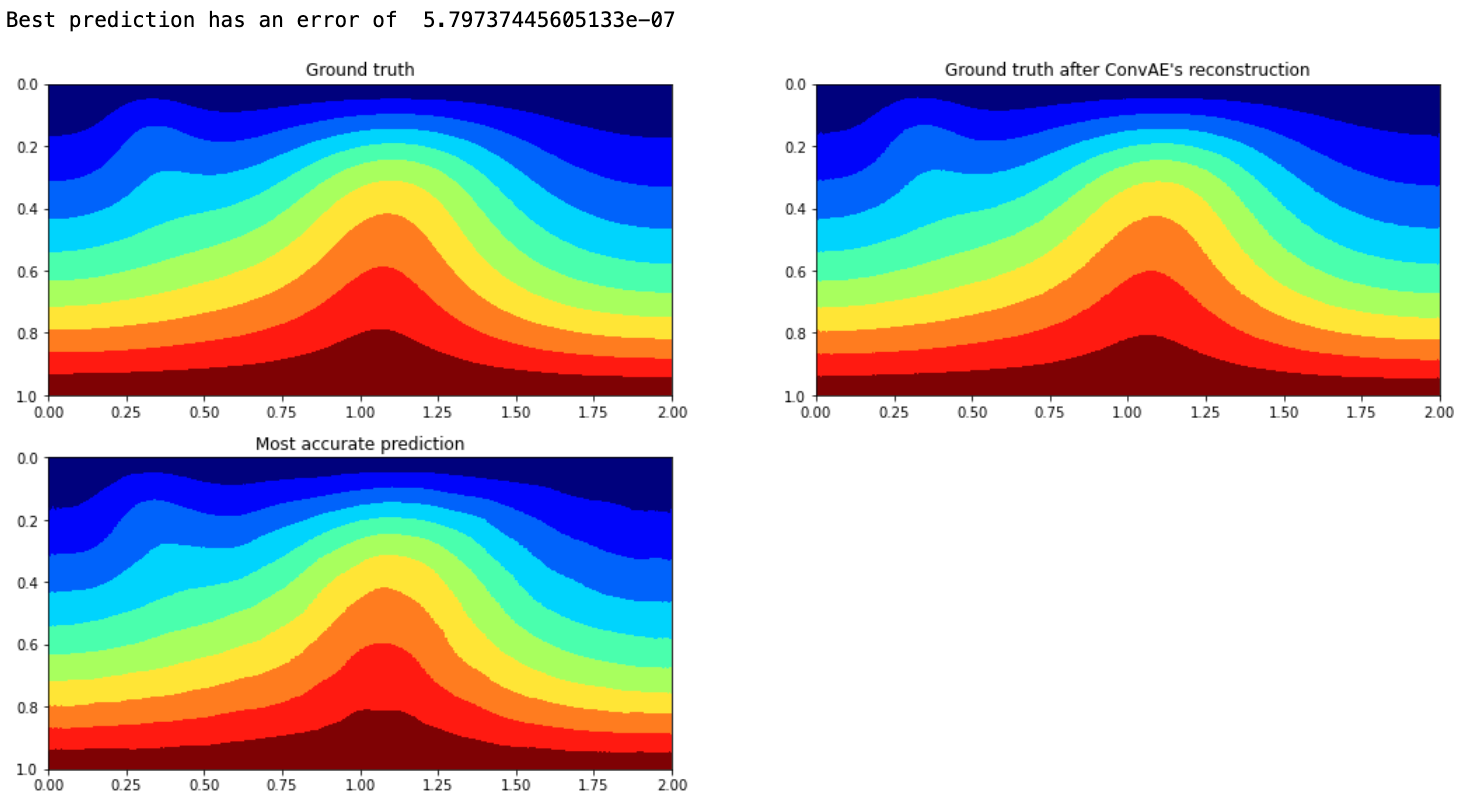 Best prediction has an error of 5.79737445605133e-07
Ground truth
0.0
0.2
0.4
0.6
0.8
1.0
0.00 0.25 0.50 0.75 1.00 1.25 1.50 1.75 2.00
Ground truth after ConvAE's reconstruction
0.0
0.2
0.4
0.6
0.8
1.0
0.00 0.25 0.50 0.75 1.00 1.25 1.50 1.75 2.00
Most accurate prediction
0.0
0.2
0.4
0.6
0.8
1.0
0.00 0.25 0.50 0.75 1.00 1.25 1.50 1.75 2.00